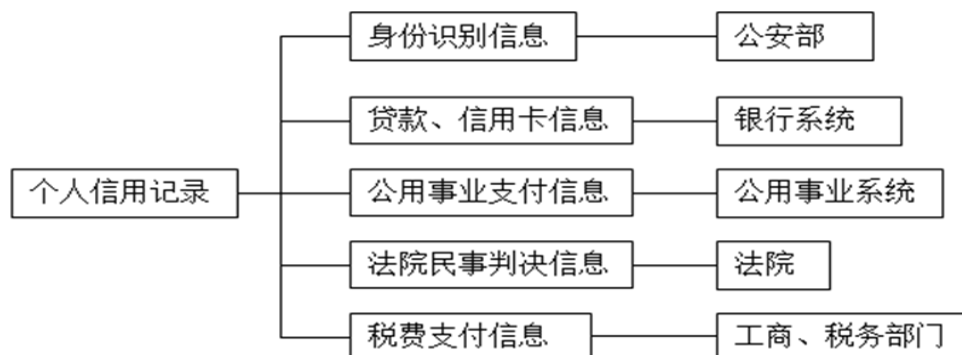 身份识别信息 公安部
贷款、信用卡信息 银行系统
个人信用记录 公用事业支付信息 公用事业系统
法院民事判决信息 法院
税费支付信息 工商、税务部门